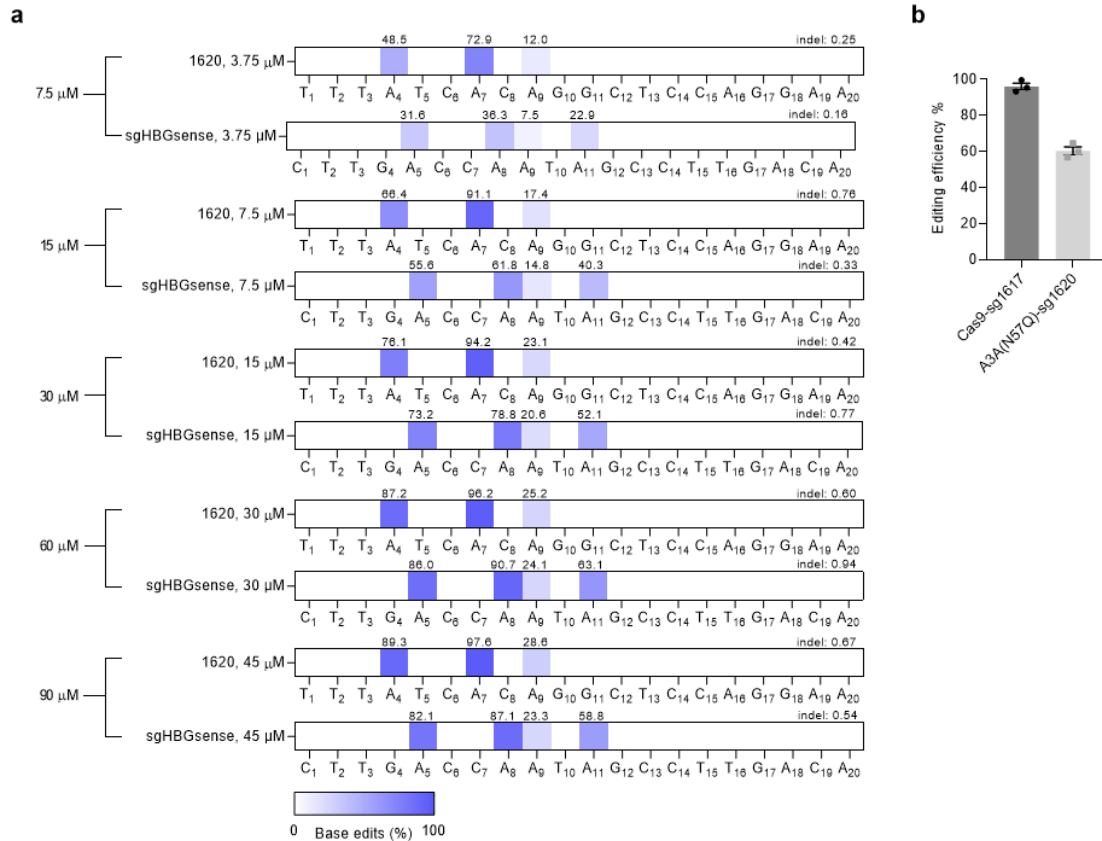 a
7.5 μM
1620, 3.75 μM
48.5 72.9 12.0 indel: 0.25
T1 T2 T3 A4 T5 C6 A7 C8 A9 G10 G11 C12 T13 C14 C15 A16 G17 G18 A19 A20
sgHBGsense, 3.75 μM
31.6 36.3 7.5 22.9 indel: 0.16
C1 T2 T3 G4 A5 C6 C7 A8 A9 T10 A11 G12 C13 C14 T15 T16 G17 A18 C19 A20
15 μM
1620, 7.5 μM
66.4 91.1 17.4 indel: 0.76
T1 T2 T3 A4 T5 C6 A7 C8 A9 G10 G11 C12 T13 C14 C15 A16 G17 G18 A19 A20
sgHBGsense, 7.5 μM
55.6 61.8 14.8 40.3 indel: 0.33
C1 T2 T3 G4 A5 C6 C7 A8 A9 T10 A11 G12 C13 C14 T15 T16 G17 A18 C19 A20
30 μM
1620, 15 μM
76.1 94.2 23.1 indel: 0.42
T1 T2 T3 A4 T5 C6 A7 C8 A9 G10 G11 C12 T13 C14 C15 A16 G17 G18 A19 A20
sgHBGsense, 15 μM
73.2 78.8 20.6 52.1 indel: 0.77
C1 T2 T3 G4 A5 C6 C7 A8 A9 T10 A11 G12 C13 C14 T15 T16 G17 A18 C19 A20
60 μM
1620, 30 μM
87.2 96.2 25.2 indel: 0.60
T1 T2 T3 A4 T5 C6 A7 C8 A9 G10 G11 C12 T13 C14 C15 A16 G17 G18 A19 A20
sgHBGsense, 30 μM
86.0 90.7 24.1 63.1 indel: 0.94
C1 T2 T3 G4 A5 C6 C7 A8 A9 T10 A11 G12 C13 C14 T15 T16 G17 A18 C19 A20
90 μM
1620, 45 μM
89.3 97.6 28.6 indel: 0.67
T1 T2 T3 A4 T5 C6 A7 C8 A9 G10 G11 C12 T13 C14 C15 A16 G17 G18 A19 A20
sgHBGsense, 45 μM
82.1 87.1 23.3 58.8 indel: 0.54
C1 T2 T3 G4 A5 C6 C7 A8 A9 T10 A11 G12 C13 C14 T15 T16 G17 A18 C19 A20
0 Base edits (%) 100
b
Editing efficiency %
100
80
60
40
20
0
Cas9-sg1617
A3A(N57Q)-sg1620